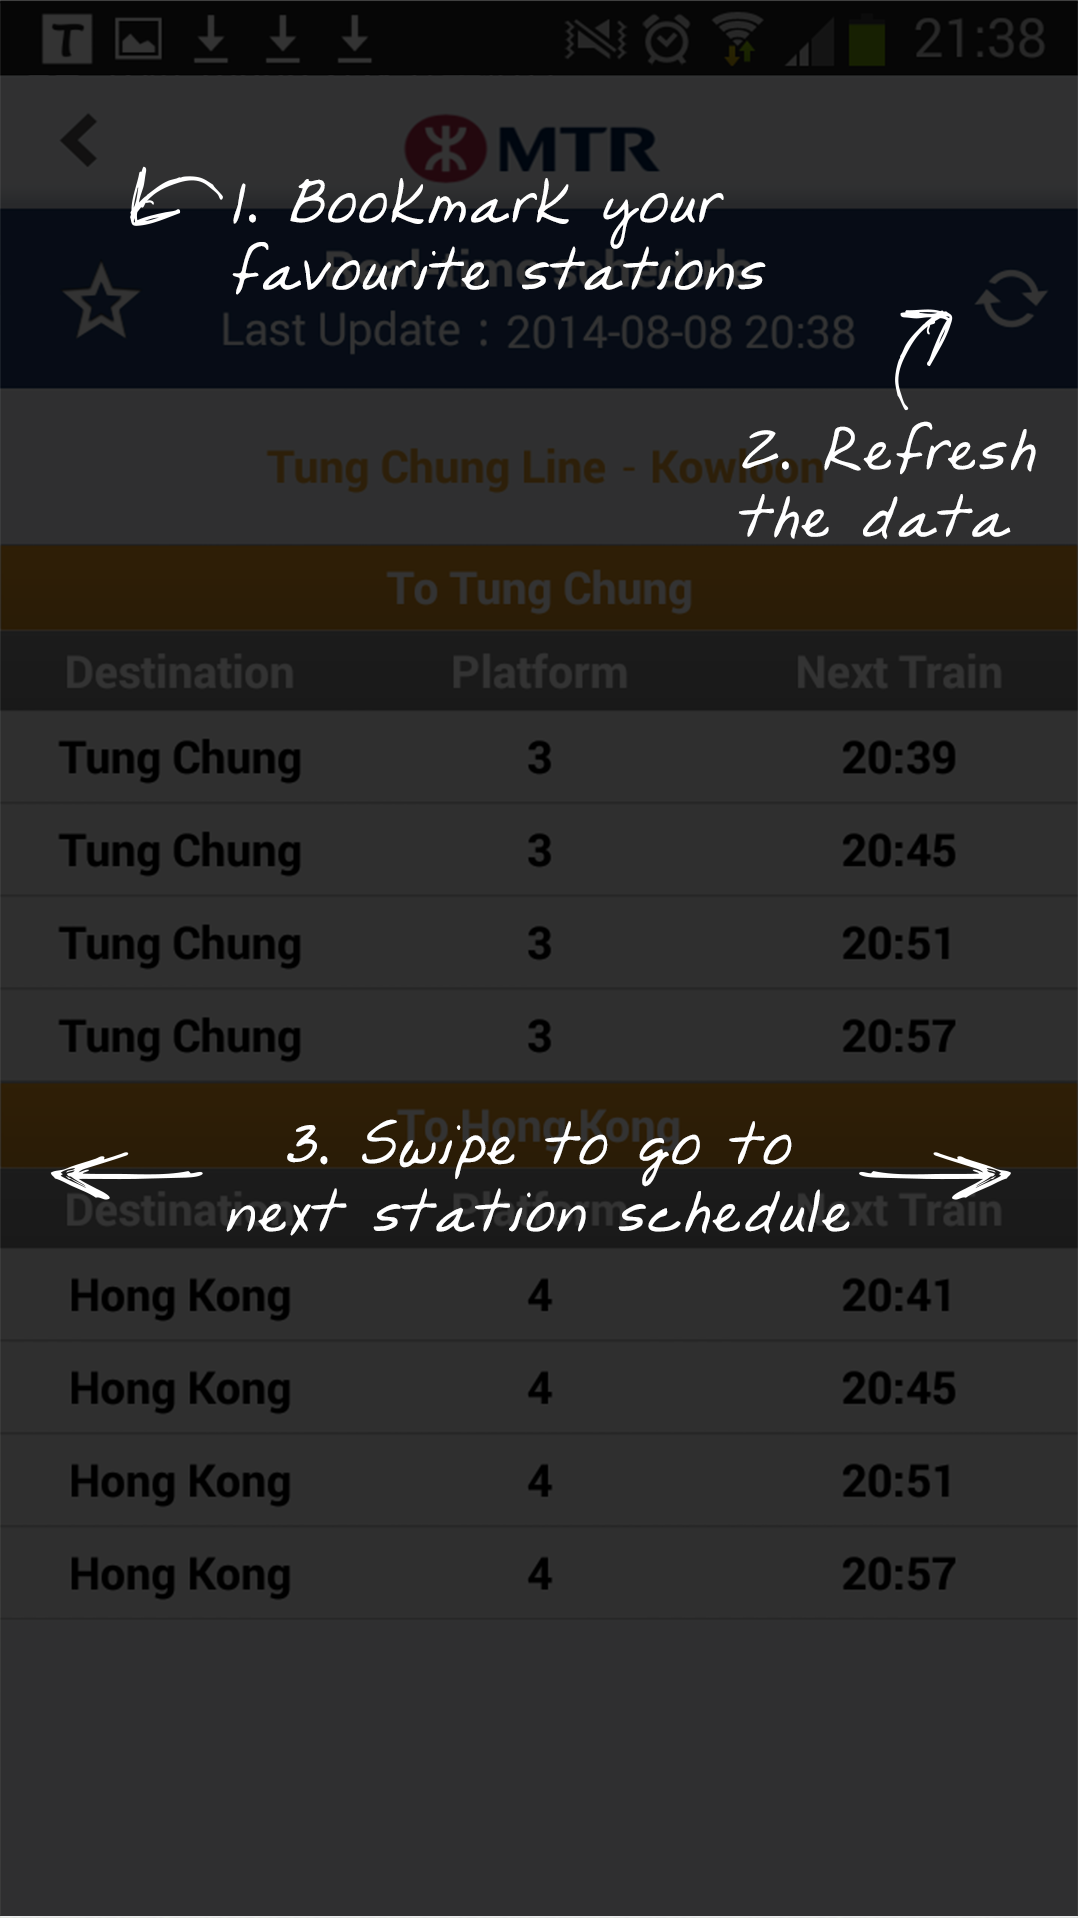 T 21:38
MTR
1. Bookmark your
favourite stations
Real-time schedule
Last Update : 2014-08-08 20:38
2. Refresh
the data
Tung Chung Line - Kowloon
To Tung Chung
Destination Platform Next Train
Tung Chung 3 20:39
Tung Chung 3 20:45
Tung Chung 3 20:51
Tung Chung 3 20:57
To Hong Kong
3. Swipe to go to
next station schedule
Destination Platform Next Train
Hong Kong 4 20:41
Hong Kong 4 20:45
Hong Kong 4 20:51
Hong Kong 4 20:57